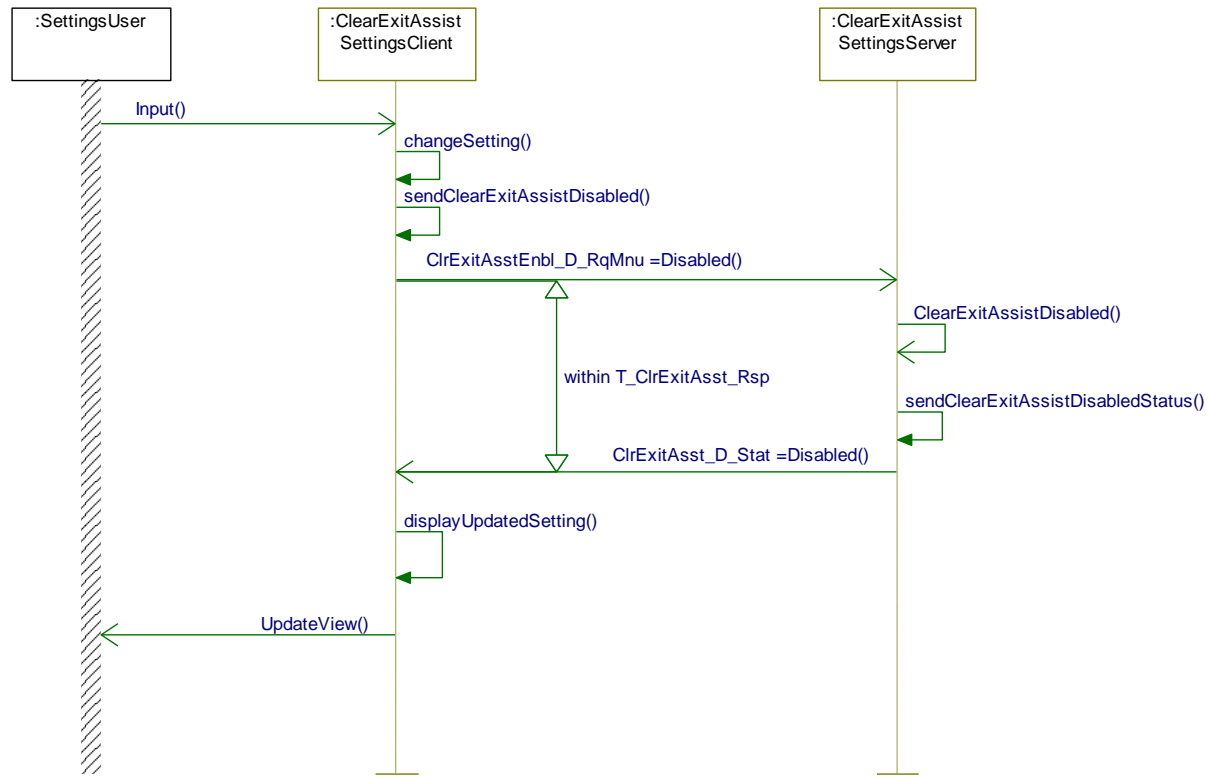 :SettingsUser
:ClearExitAssist
SettingsClient
:ClearExitAssist
SettingsServer
Input()
changeSetting()
sendClearExitAssistDisabled()
ClrExitAsstEnbl_D_RqMnu =Disabled()
ClearExitAssistDisabled()
within T_ClrExitAsst_Rsp
sendClearExitAssistDisabledStatus()
ClrExitAsst_D_Stat =Disabled()
displayUpdatedSetting()
UpdateView()